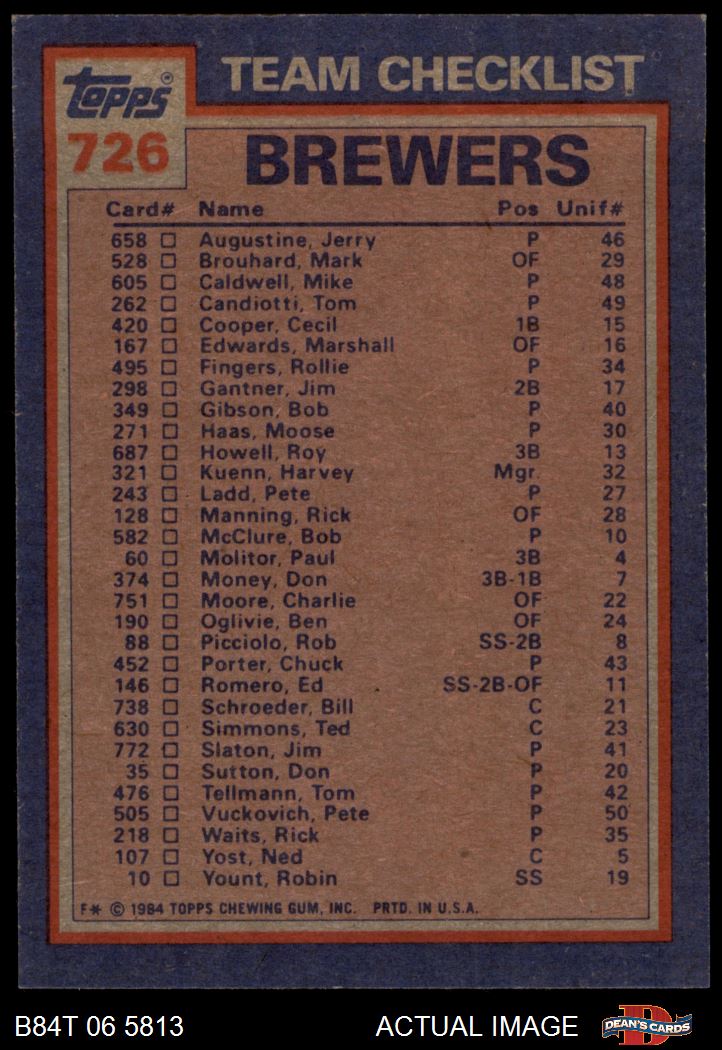 Topps®
TEAM CHECKLIST
726
BREWERS
Card# Name Pos Unif#
658 Augustine, Jerry P 46
528 Brouhard, Mark OF 29
605 Caldwell, Mike P 48
262 Candiotti, Tom P 49
420 Cooper, Cecil 1B 15
167 Edwards, Marshall OF 16
495 Fingers, Rollie P 34
298 Gantner, Jim 2B 17
349 Gibson, Bob P 40
271 Haas, Moose P 30
687 Howell, Roy 3B 13
321 Kuenn, Harvey Mgr. 32
243 Ladd, Pete P 27
128 Manning, Rick OF 28
582 McClure, Bob P 10
60 Molitor, Paul 3B 4
374 Money, Don 3B-1B 7
751 Moore, Charlie OF 22
190 Oglivie, Ben OF 24
88 Picciolo, Rob SS-2B 8
452 Porter, Chuck P 43
146 Romero, Ed SS-2B-OF 11
738 Schroeder, Bill C 21
630 Simmons, Ted C 23
772 Slaton, Jim P 41
35 Sutton, Don P 20
476 Tellmann, Tom P 42
505 Vuckovich, Pete P 50
218 Waits, Rick P 35
107 Yost, Ned C 5
10 Yount, Robin SS 19
F* © 1984 TOPPS CHEWING GUM, INC. PRTD. IN U.S.A.
B84T 06 5813 ACTUAL IMAGE
D
DEAN'S CARDS